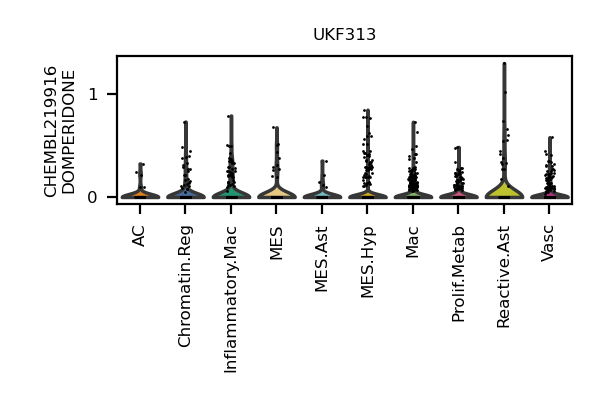 UKF313
CHEMBL219916
DOMPERIDONE
1
0
AC
Chromatin.Reg
Inflammatory.Mac
MES
MES.Ast
MES.Hyp
Mac
Prolif.Metab
Reactive.Ast
Vasc